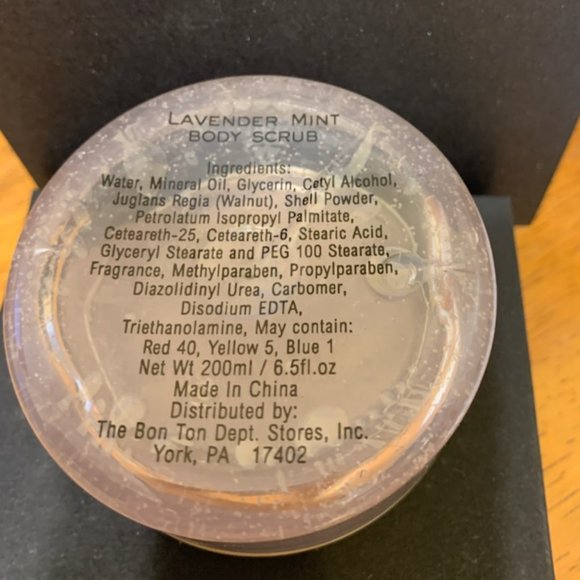 LAVENDER MINT
BODY SCRUB
Ingredients:
Water, Mineral Oil, Glycerin, Cetyl Alcohol,
Juglans Regia (Walnut), Shell Powder,
Petrolatum Isopropyl Palmitate,
Ceteareth-25, Ceteareth-6, Stearic Acid,
Glyceryl Stearate and PEG 100 Stearate,
Fragrance, Methylparaben, Propylparaben,
Diazolidinyl Urea, Carbomer,
Disodium EDTA,
Triethanolamine, May contain:
Red 40, Yellow 5, Blue 1
Net Wt 200ml / 6.5fl.oz
Made In China
Distributed by:
The Bon Ton Dept. Stores, Inc.
York, PA 17402